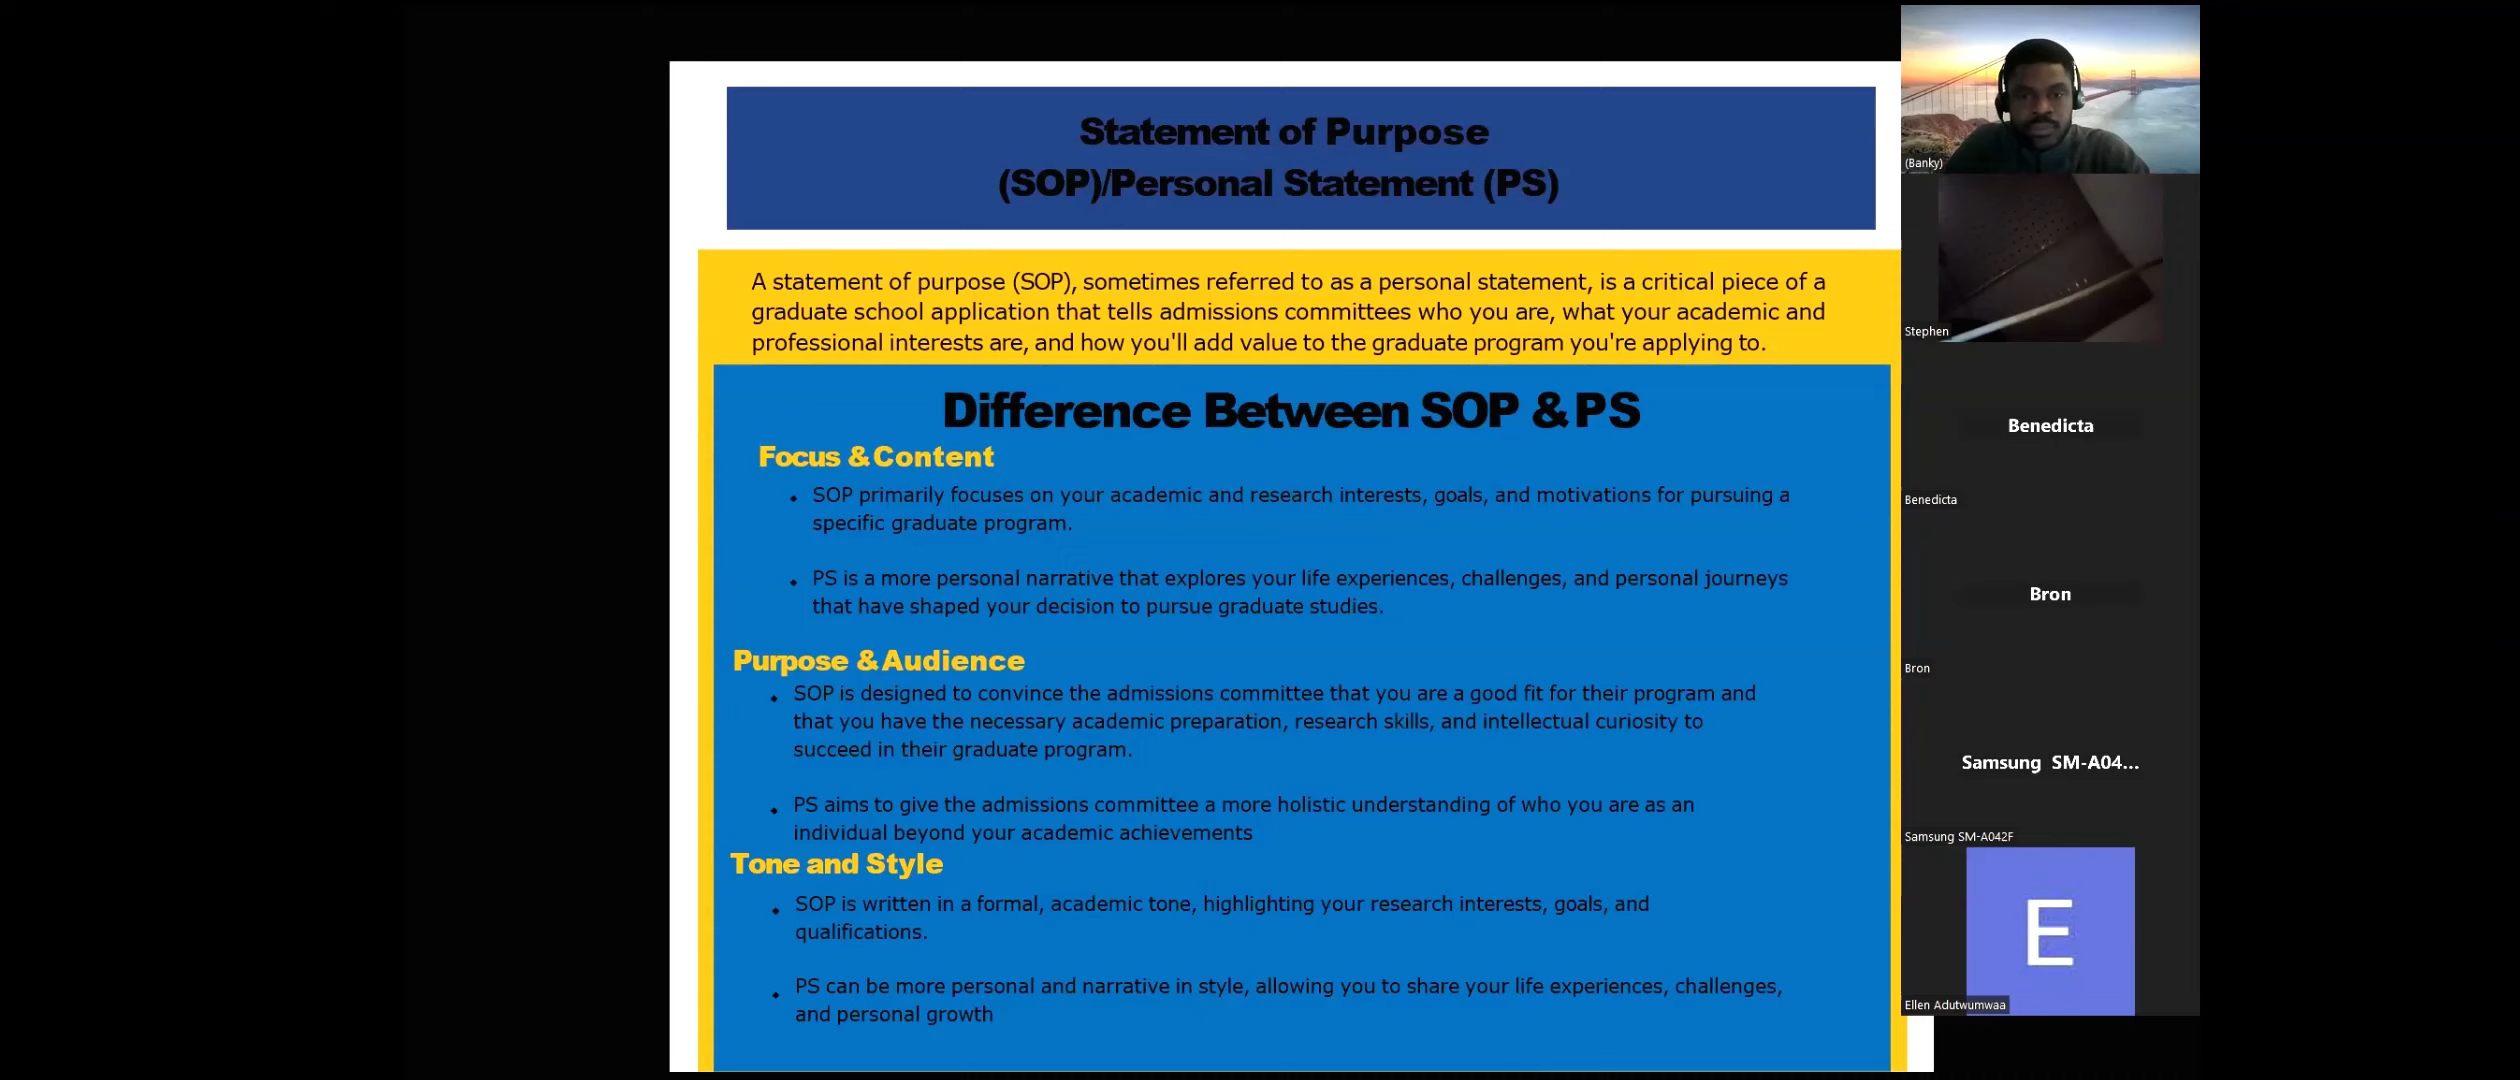 Statement of Purpose
(SOP)/Personal Statement (PS)
A statement of purpose (SOP), sometimes referred to as a personal statement, is a critical piece of a
graduate school application that tells admissions committees who you are, what your academic and
professional interests are, and how you'll add value to the graduate program you're applying to.
Difference Between SOP & PS
Focus & Content
SOP primarily focuses on your academic and research interests, goals, and motivations for pursuing a
specific graduate program.
PS is a more personal narrative that explores your life experiences, challenges, and personal journeys
that have shaped your decision to pursue graduate studies.
Purpose & Audience
SOP is designed to convince the admissions committee that you are a good fit for their program and
that you have the necessary academic preparation, research skills, and intellectual curiosity to
succeed in their graduate program.
PS aims to give the admissions committee a more holistic understanding of who you are as an
individual beyond your academic achievements
Tone and Style
SOP is written in a formal, academic tone, highlighting your research interests, goals, and
qualifications.
PS can be more personal and narrative in style, allowing you to share your life experiences, challenges,
and personal growth
(Banky)
Stephen
Benedicta
Benedicta
Bron
Bron
Samsung SM-A04...
Samsung SM-A042F
E
Ellen Adutwumwaa